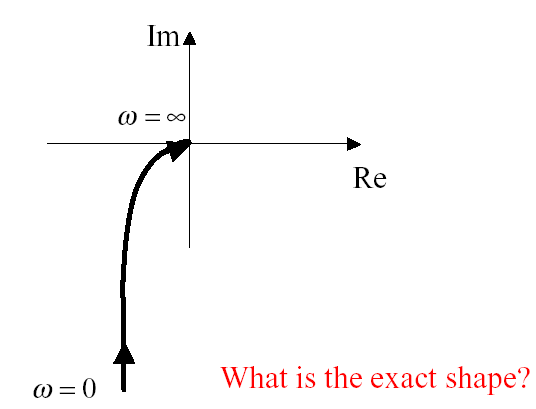 Im
ω = ∞
Re
ω = 0
What is the exact shape?